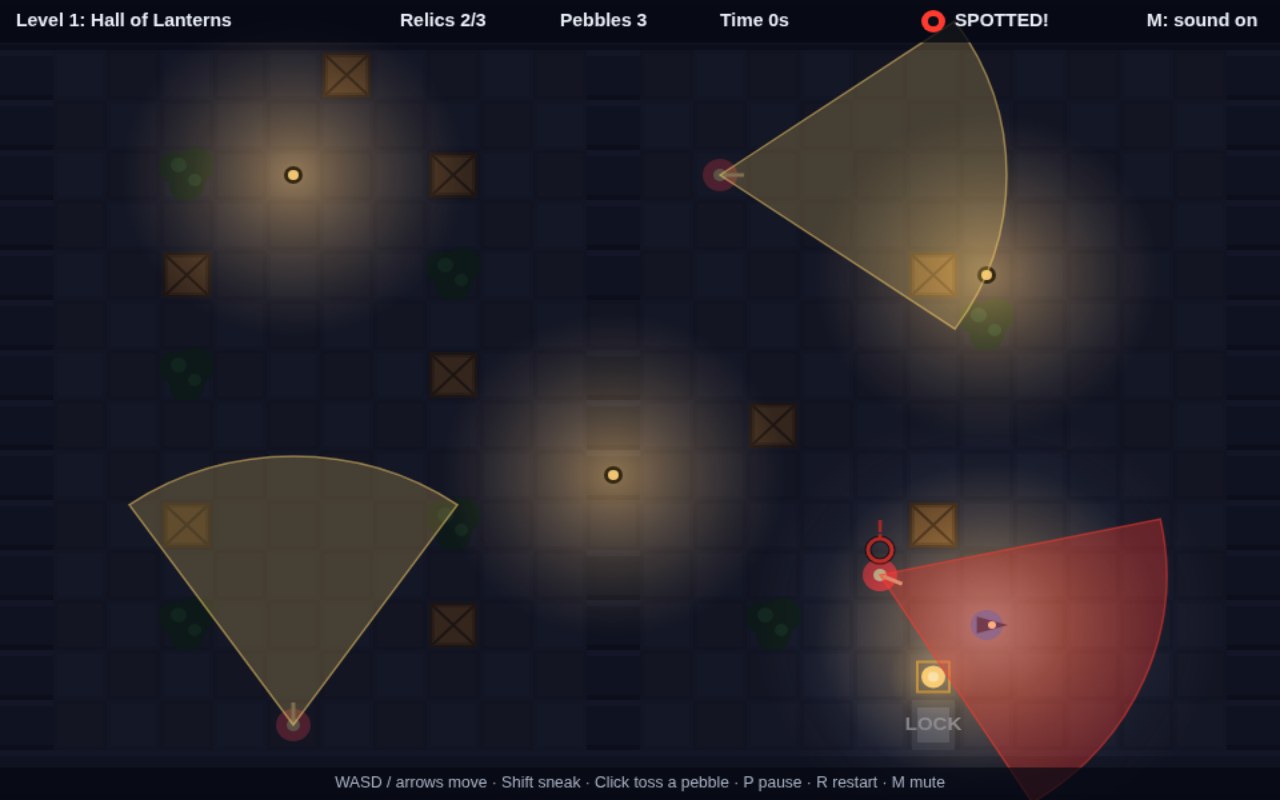 Level 1: Hall of Lanterns Relics 2/3 Pebbles 3 Time 0s SPOTTED! M: sound on
LOCK
WASD / arrows move · Shift sneak · Click toss a pebble · P pause · R restart · M mute